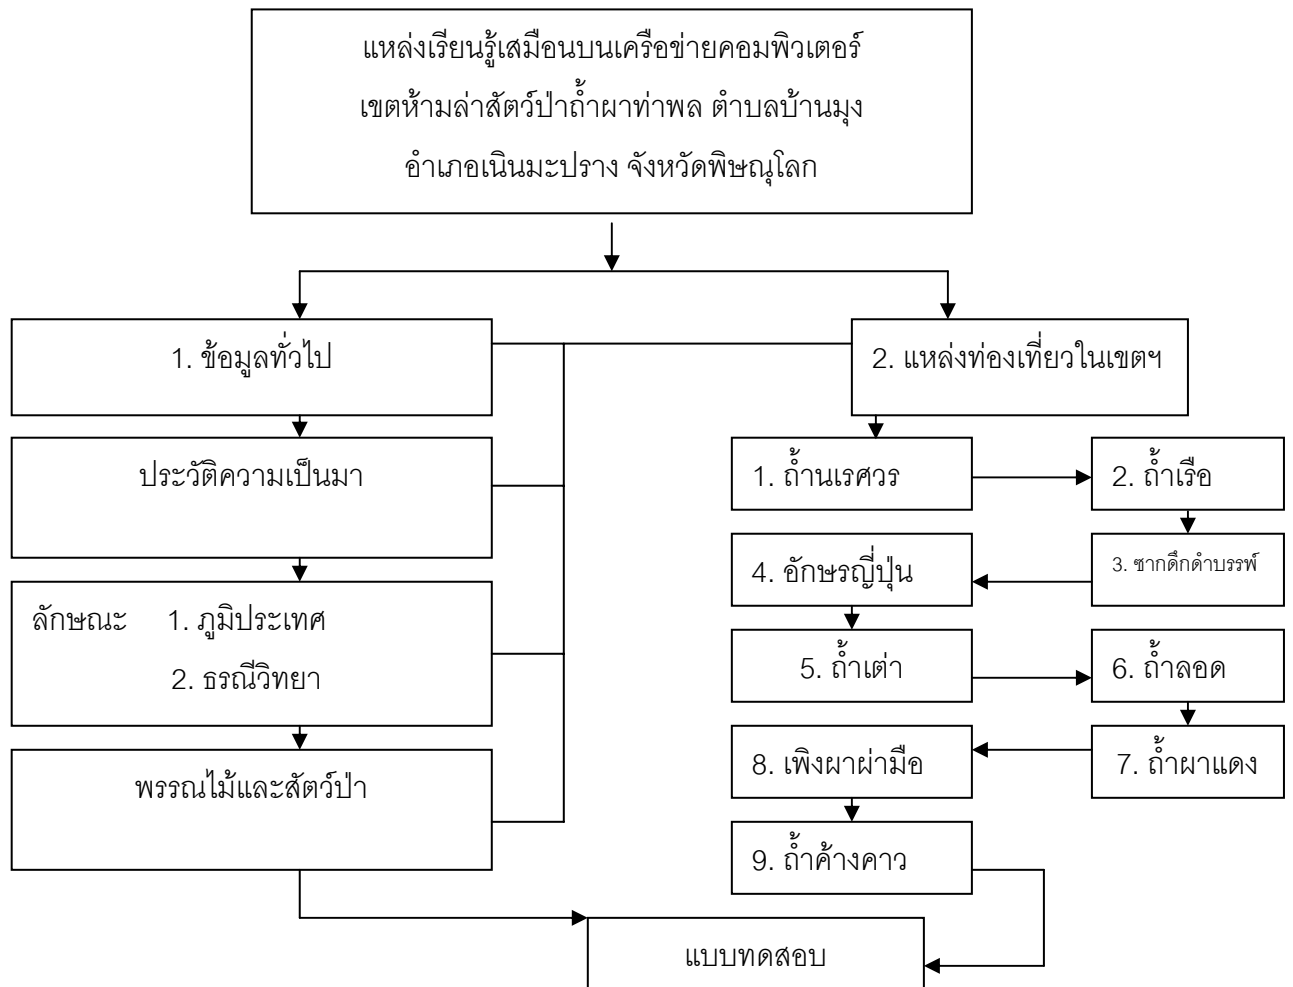 แหล่งเรียนรู้เสมือนบนเครือข่ายคอมพิวเตอร์
เขตห้ามล่าสัตว์ป่าถ้ำผาท่าพล ตำบลบ้านมุง
อำเภอเนินมะปราง จังหวัดพิษณุโลก
1. ข้อมูลทั่วไป
ประวัติความเป็นมา
ลักษณะ 1. ภูมิประเทศ
2. ธรณีวิทยา
พรรณไม้และสัตว์ป่า
2. แหล่งท่องเที่ยวในเขตฯ
1. ถ้ำนเรศวร
2. ถ้ำเรือ
3. ซากดึกดำบรรพ์
4. อักษรญี่ปุ่น
5. ถ้ำเต่า
6. ถ้ำลอด
7. ถ้ำผาแดง
8. เพิงผาฝ่ามือ
9. ถ้ำค้างคาว
แบบทดสอบ